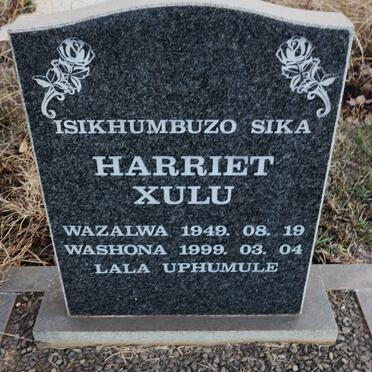 ISIKHUMBUZO SIKA
HARRIET
XULU
WAZALWA 1949. 08. 19
WASHONA 1999. 03. 04
LALA UPHUMULE